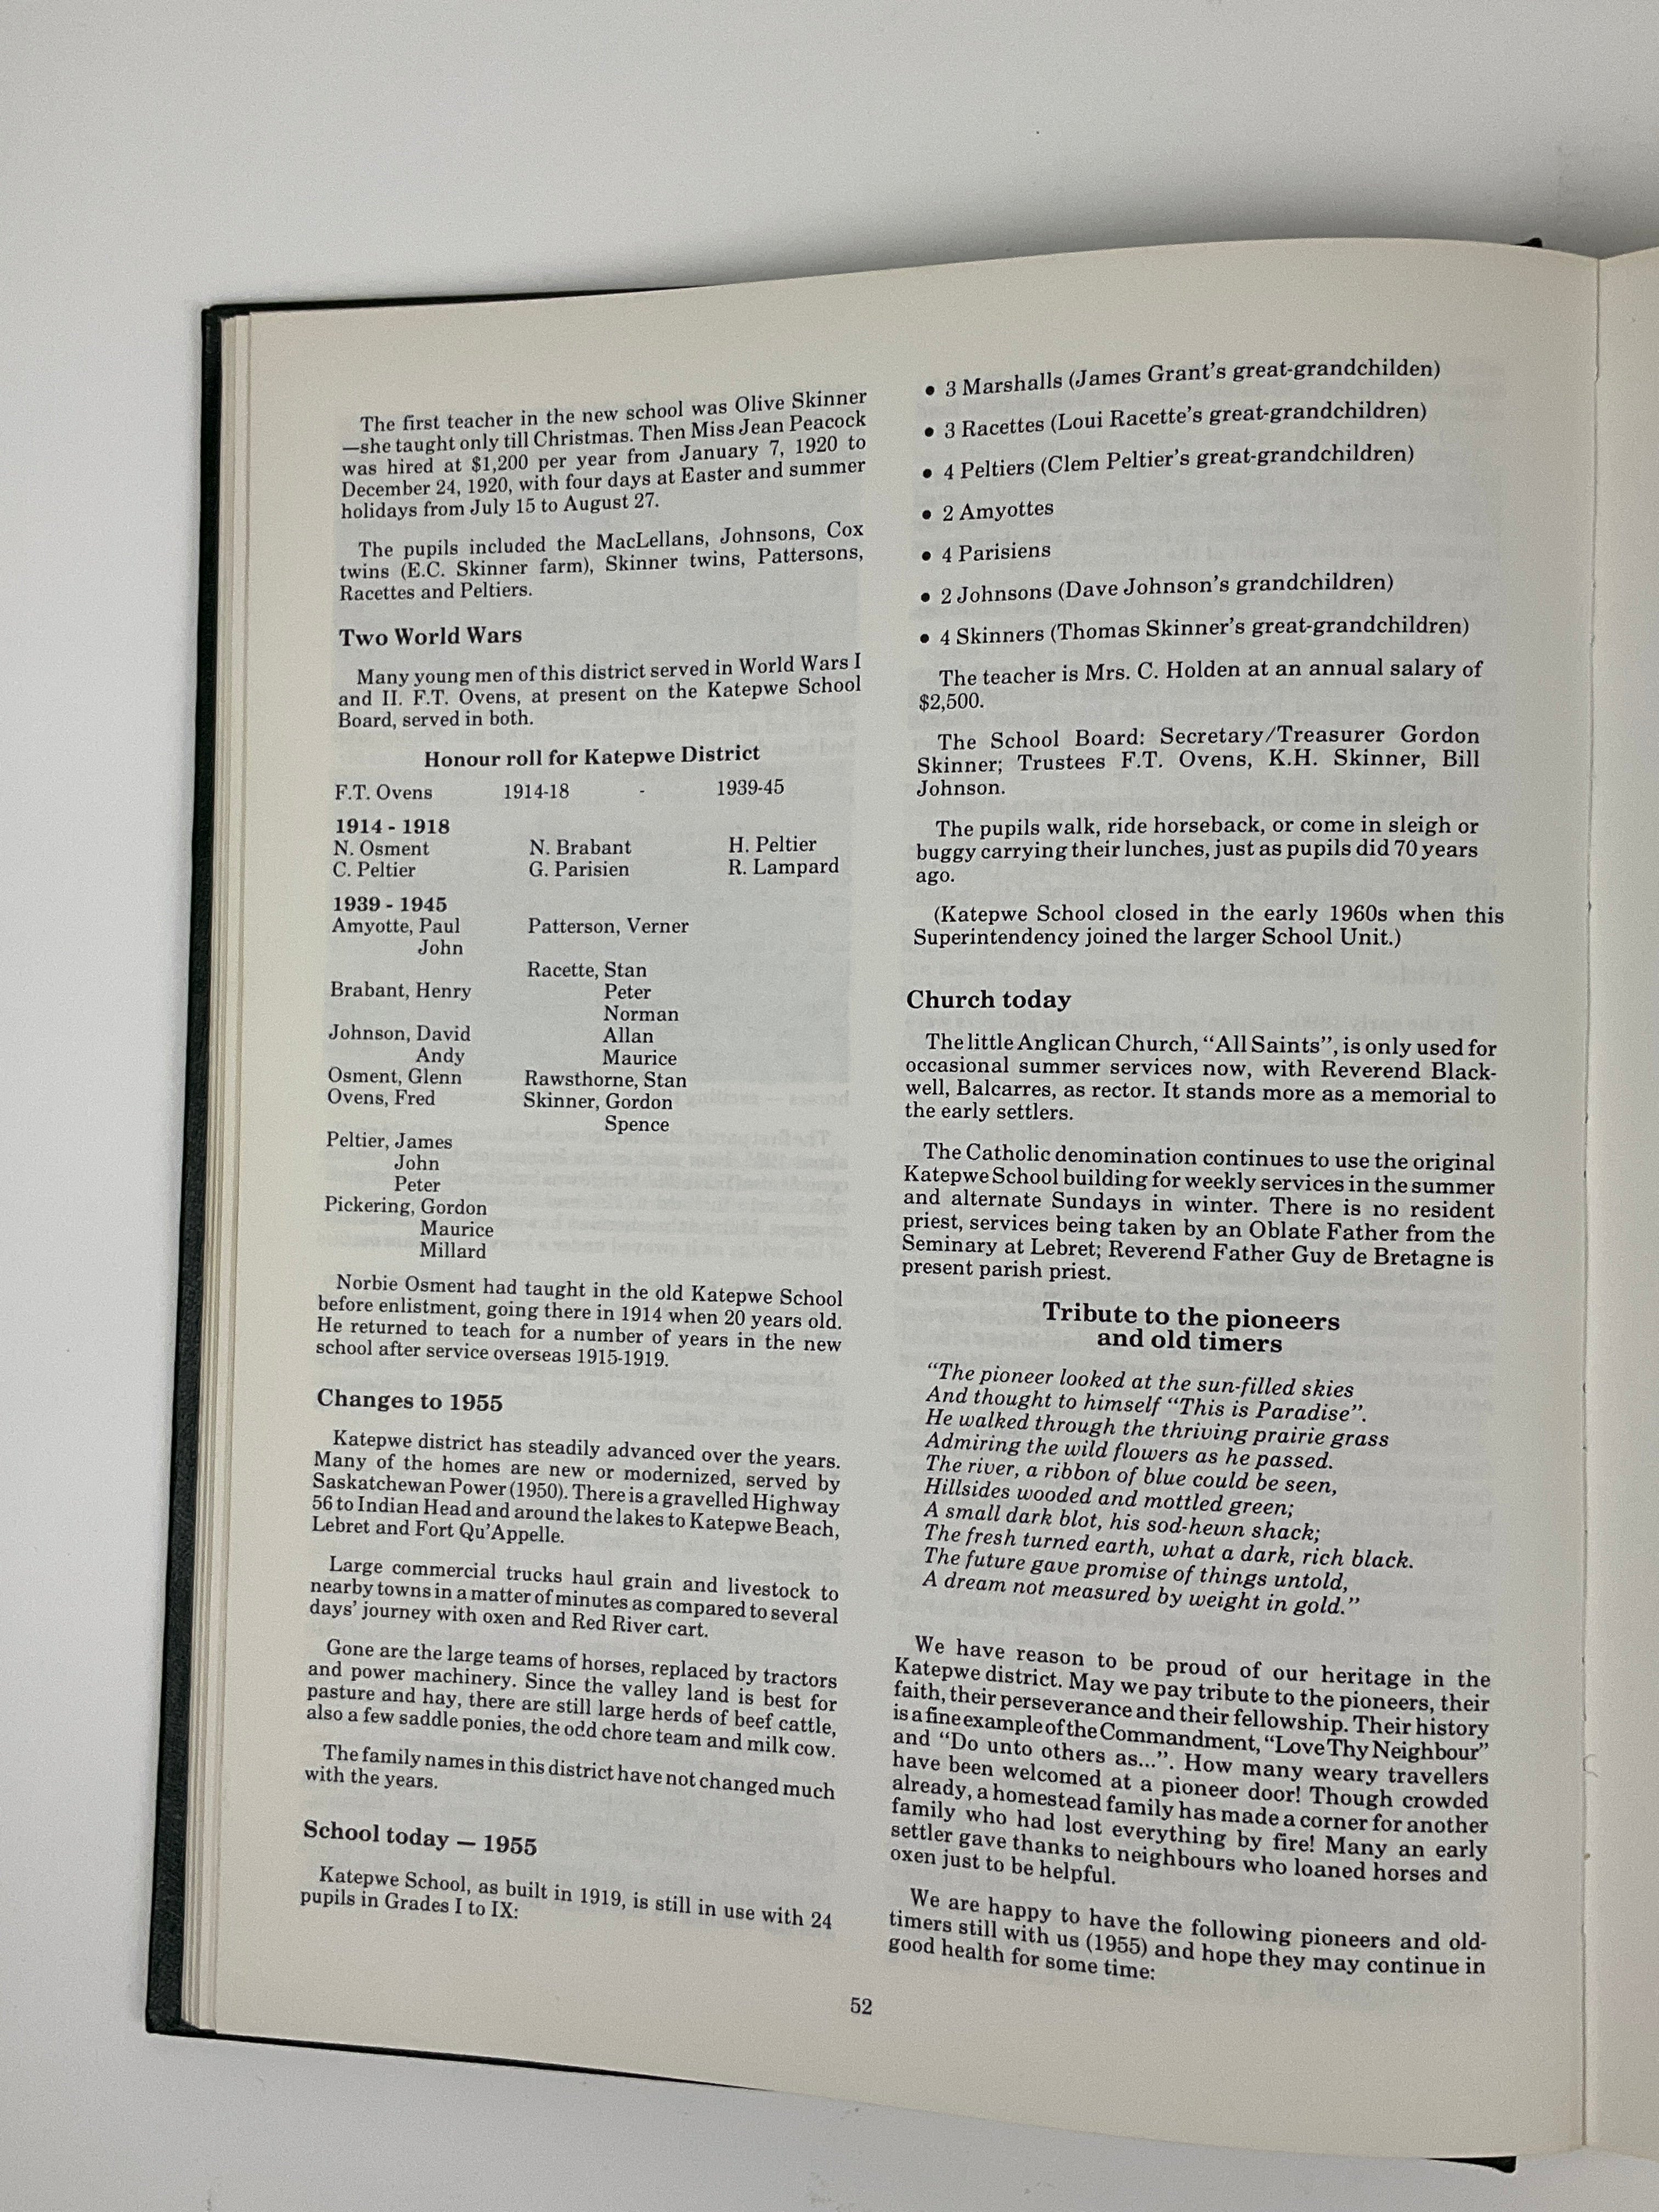 The first teacher in the new school was Olive Skinner
—she taught only till Christmas. Then Miss Jean Peacock
was hired at $1,200 per year from January 7, 1920 to
December 24, 1920, with four days at Easter and summer
holidays from July 15 to August 27.
The pupils included the MacLellans, Johnsons, Cox
twins (E.C. Skinner farm), Skinner twins, Pattersons,
Racettes and Peltiers.
Two World Wars
Many young men of this district served in World Wars I
and II. F.T. Ovens, at present on the Katepwe School
Board, served in both.
Honour roll for Katepwe District
F.T. Ovens 1914-18 - 1939-45
1914 - 1918
N. Osment N. Brabant H. Peltier
C. Peltier G. Parisien R. Lampard
1939 - 1945
Amyotte, Paul Patterson, Verner
John
Racette, Stan
Brabant, Henry Peter
Norman
Johnson, David Allan
Andy Maurice
Osment, Glenn Rawsthorne, Stan
Ovens, Fred Skinner, Gordon
Spence
Peltier, James
John
Peter
Pickering, Gordon
Maurice
Millard
Norbie Osment had taught in the old Katepwe School
before enlistment, going there in 1914 when 20 years old.
He returned to teach for a number of years in the new
school after service overseas 1915-1919.
Changes to 1955
Katepwe district has steadily advanced over the years.
Many of the homes are new or modernized, served by
Saskatchewan Power (1950). There is a gravelled Highway
56 to Indian Head and around the lakes to Katepwe Beach,
Lebret and Fort Qu'Appelle.
Large commercial trucks haul grain and livestock to
nearby towns in a matter of minutes as compared to several
days' journey with oxen and Red River cart.
Gone are the large teams of horses, replaced by tractors
and power machinery. Since the valley land is best for
pasture and hay, there are still large herds of beef cattle,
also a few saddle ponies, the odd chore team and milk cow.
The family names in this district have not changed much
with the years.
School today — 1955
Katepwe School, as built in 1919, is still in use with 24
pupils in Grades I to IX:
• 3 Marshalls (James Grant's great-grandchilden)
• 3 Racettes (Loui Racette's great-grandchildren)
• 4 Peltiers (Clem Peltier's great-grandchildren)
• 2 Amyottes
• 4 Parisiens
• 2 Johnsons (Dave Johnson's grandchildren)
• 4 Skinners (Thomas Skinner's great-grandchildren)
The teacher is Mrs. C. Holden at an annual salary of
$2,500.
The School Board: Secretary/Treasurer Gordon
Skinner; Trustees F.T. Ovens, K.H. Skinner, Bill
Johnson.
The pupils walk, ride horseback, or come in sleigh or
buggy carrying their lunches, just as pupils did 70 years
ago.
(Katepwe School closed in the early 1960s when this
Superintendency joined the larger School Unit.)
Church today
The little Anglican Church, "All Saints", is only used for
occasional summer services now, with Reverend Black-
well, Balcarres, as rector. It stands more as a memorial to
the early settlers.
The Catholic denomination continues to use the original
Katepwe School building for weekly services in the summer
and alternate Sundays in winter. There is no resident
priest, services being taken by an Oblate Father from the
Seminary at Lebret; Reverend Father Guy de Bretagne is
present parish priest.
Tribute to the pioneers
and old timers
"The pioneer looked at the sun-filled skies
And thought to himself "This is Paradise".
He walked through the thriving prairie grass
Admiring the wild flowers as he passed.
The river, a ribbon of blue could be seen,
Hillsides wooded and mottled green;
A small dark blot, his sod-hewn shack;
The fresh turned earth, what a dark, rich black.
The future gave promise of things untold,
A dream not measured by weight in gold."
We have reason to be proud of our heritage in the
Katepwe district. May we pay tribute to the pioneers, their
faith, their perseverance and their fellowship. Their history
is a fine example of the Commandment, "Love Thy Neighbour"
and "Do unto others as...". How many weary travellers
have been welcomed at a pioneer door! Though crowded
already, a homestead family has made a corner for another
family who had lost everything by fire! Many an early
settler gave thanks to neighbours who loaned horses and
oxen just to be helpful.
We are happy to have the following pioneers and old-
timers still with us (1955) and hope they may continue in
good health for some time:
52